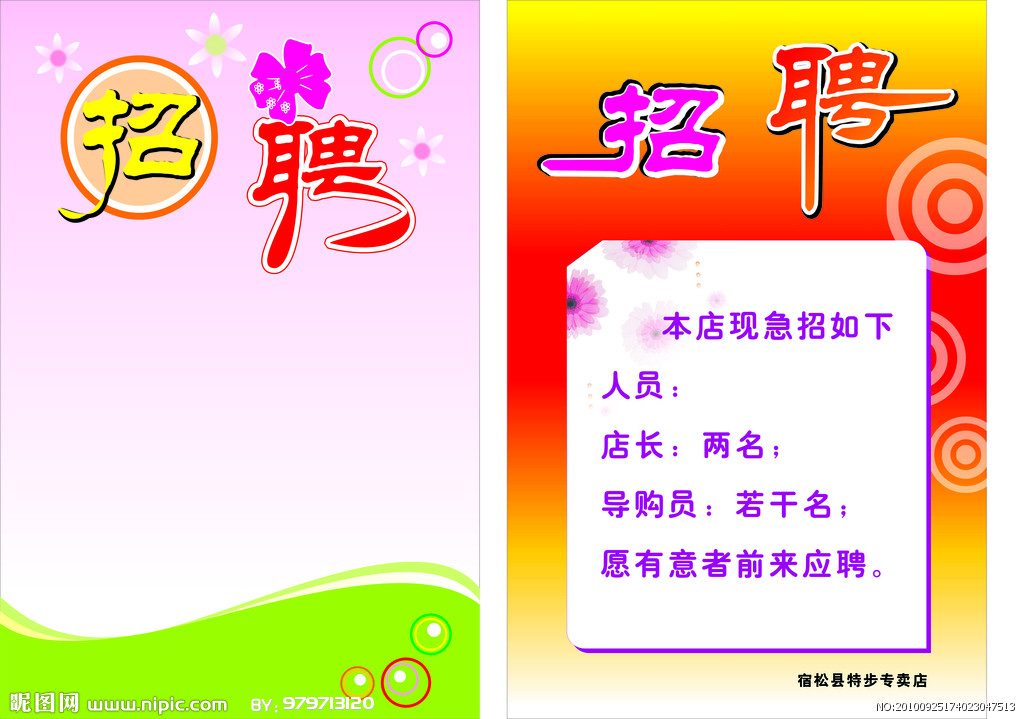 招聘
昵图网 www.nipic.com BY: 979713120
招聘
本店现急招如下
人员：
店长：两名；
导购员：若干名；
愿有意者前来应聘。
宿松县特步专卖店
NO:20100925174023047513